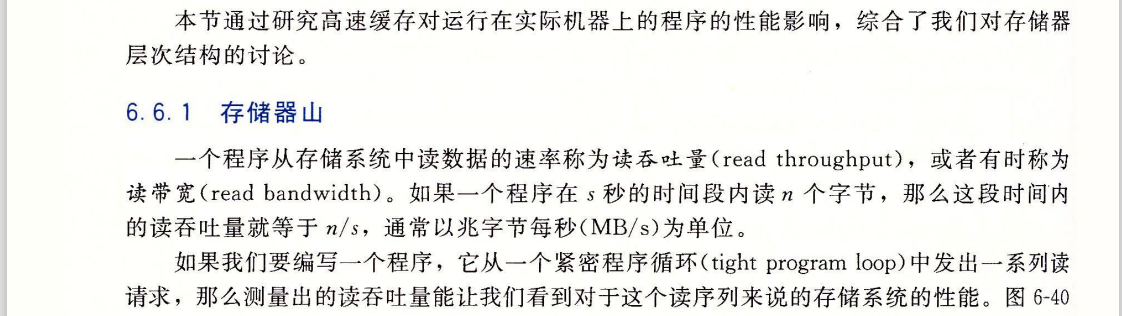 本节通过研究高速缓存对运行在实际机器上的程序的性能影响，综合了我们对存储器
层次结构的讨论。
6.6.1 存储器山
一个程序从存储系统中读数据的速率称为读吞吐量(read throughput)，或者有时称为
读带宽(read bandwidth)。如果一个程序在 s 秒的时间段内读 n 个字节，那么这段时间内
的读吞吐量就等于 n/s，通常以兆字节每秒(MB/s)为单位。
如果我们要编写一个程序，它从一个紧密程序循环(tight program loop)中发出一系列读
请求，那么测量出的读吞吐量能让我们看到对于这个读序列来说的存储系统的性能。图 6-40